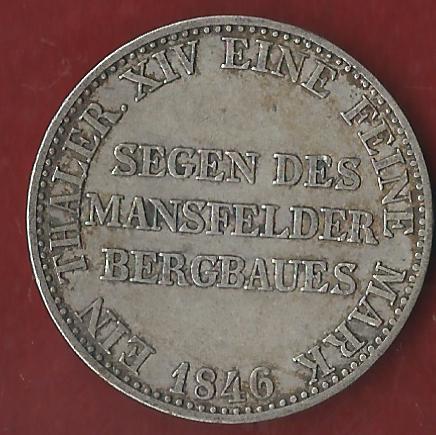 EIN THALER. XIV EINE FEINE MARK
SEGEN DES
MANSFELDER
BERGBAUES
1846